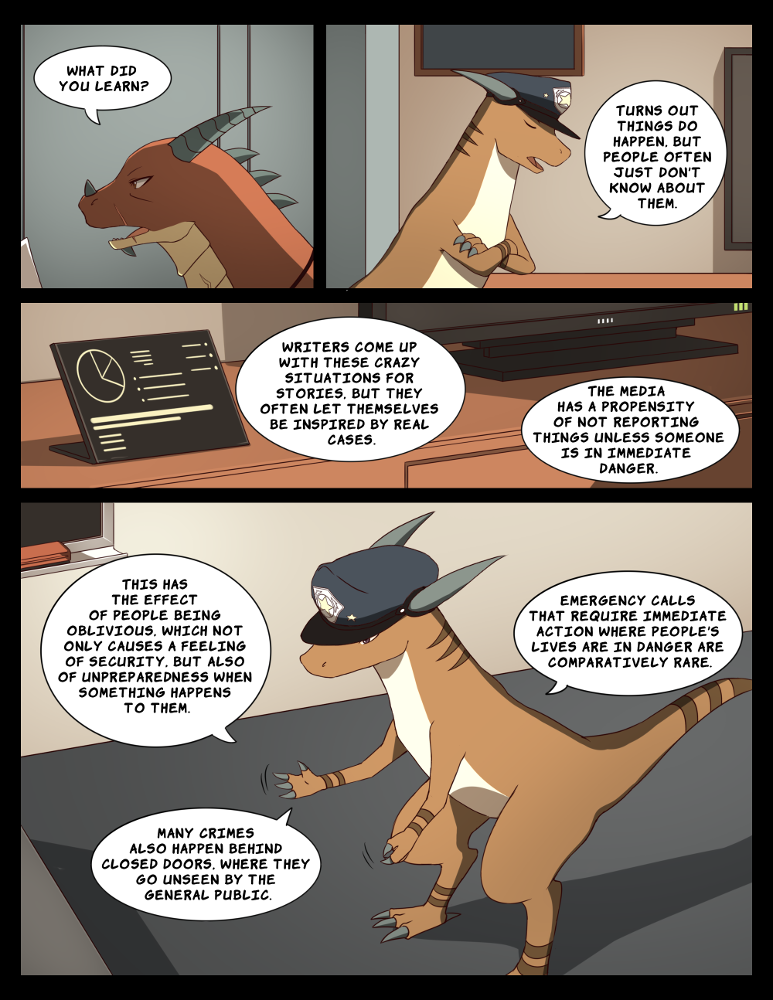 WHAT DID
YOU LEARN?
TURNS OUT
THINGS DO
HAPPEN, BUT
PEOPLE OFTEN
JUST DON'T
KNOW ABOUT
THEM.
WRITERS COME UP
WITH THESE CRAZY
SITUATIONS FOR
STORIES, BUT THEY
OFTEN LET THEMSELVES
BE INSPIRED BY REAL
CASES.
THE MEDIA
HAS A PROPENSITY
OF NOT REPORTING
THINGS UNLESS SOMEONE
IS IN IMMEDIATE
DANGER.
THIS HAS
THE EFFECT
OF PEOPLE BEING
OBLIVIOUS, WHICH NOT
ONLY CAUSES A FEELING
OF SECURITY, BUT ALSO
OF UNPREPAREDNESS WHEN
SOMETHING HAPPENS
TO THEM.
EMERGENCY CALLS
THAT REQUIRE IMMEDIATE
ACTION WHERE PEOPLE'S
LIVES ARE IN DANGER ARE
COMPARATIVELY RARE.
MANY CRIMES
ALSO HAPPEN BEHIND
CLOSED DOORS, WHERE THEY
GO UNSEEN BY THE
GENERAL PUBLIC.